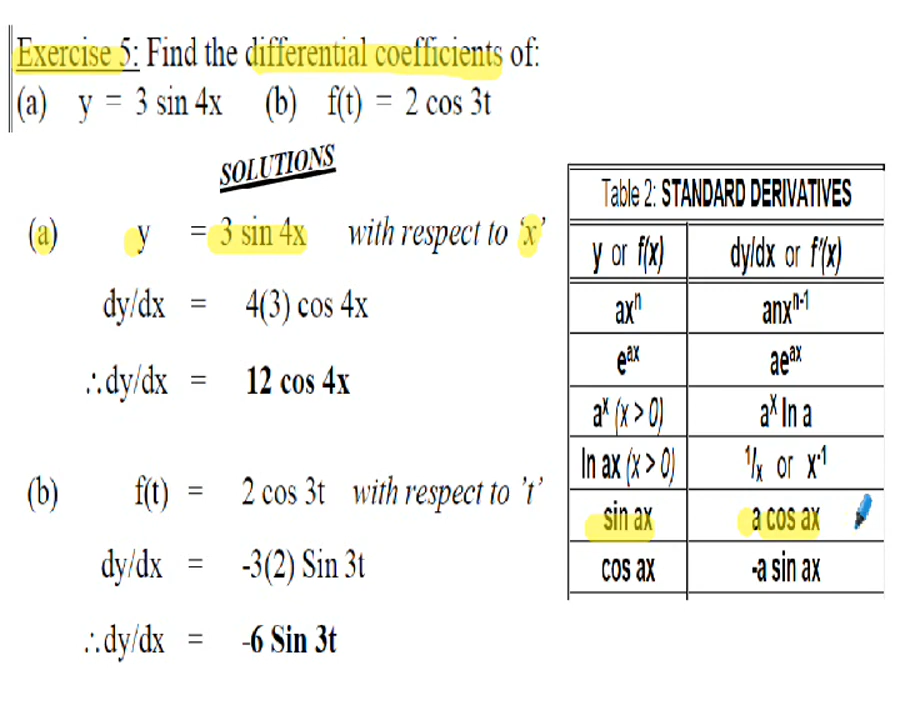 Exercise 5: Find the differential coefficients of:
(a) y = 3 sin 4x (b) f(t) = 2 cos 3t
SOLUTIONS
(a) y = 3 sin 4x with respect to ‘x’
dy/dx = 4(3) cos 4x
∴dy/dx = 12 cos 4x
(b) f(t) = 2 cos 3t with respect to ’t’
dy/dx = -3(2) Sin 3t
∴dy/dx = -6 Sin 3t
Table 2: STANDARD DERIVATIVES
y or f(x) dy/dx or f'(x)
axⁿ anxⁿ⁻¹
eᵃˣ aeᵃˣ
aˣ (x > 0) aˣ ln a
ln ax (x > 0) ¹/ₓ or x⁻¹
sin ax a cos ax
cos ax -a sin ax